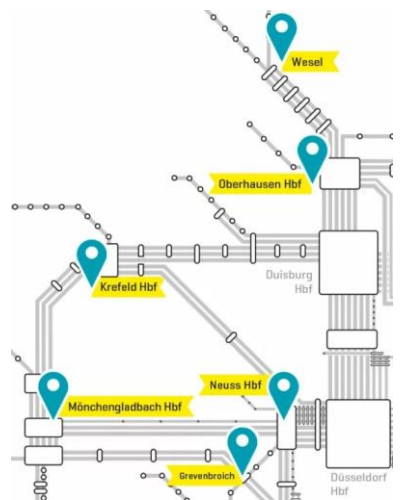 Wesel
Oberhausen Hbf
Duisburg
Hbf
Krefeld Hbf
Neuss Hbf
Mönchengladbach Hbf
Grevenbroich
Düsseldorf
Hbf